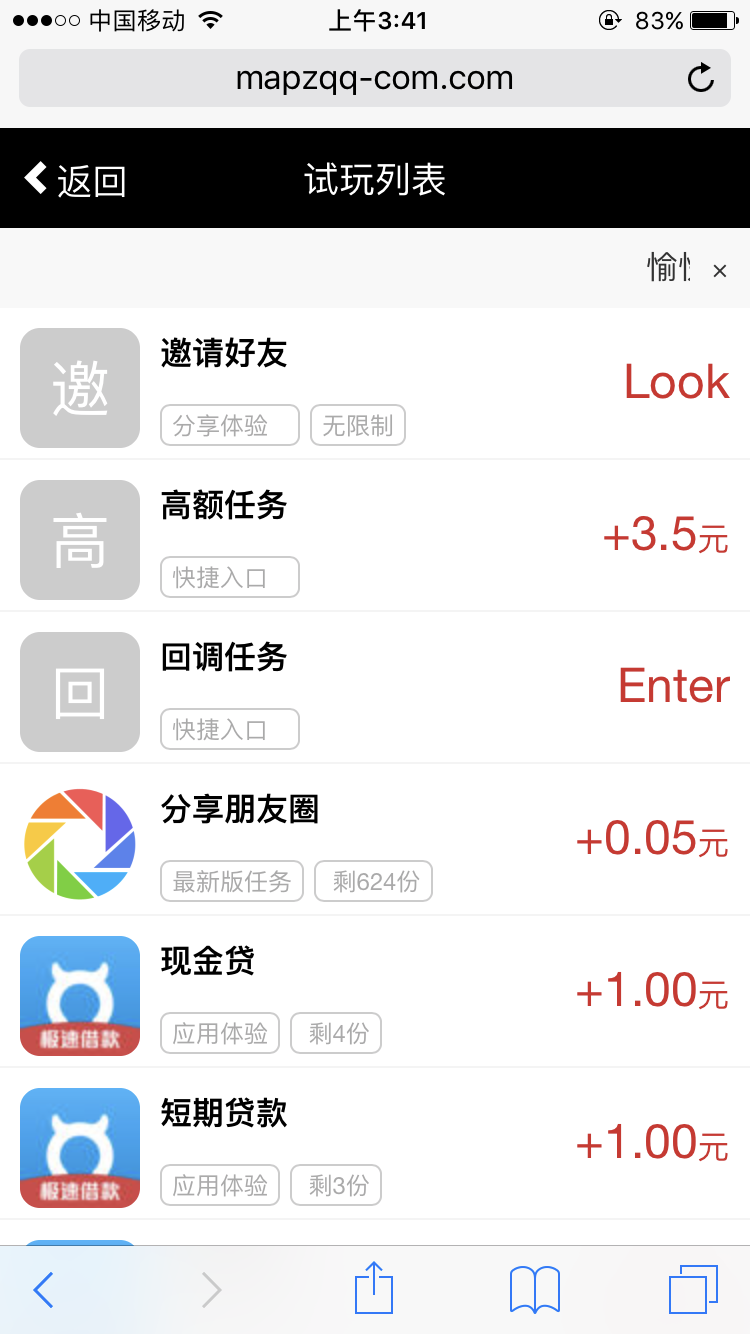 中国移动 上午3:41 83%
mapzqq-com.com
返回 试玩列表
×
邀
邀请好友
分享体验 无限制
Look
高
高额任务
快捷入口
+3.5元
回
回调任务
快捷入口
Enter
分享朋友圈
最新版任务 剩624份
+0.05元
极速借款
现金贷
应用体验 剩4份
+1.00元
极速借款
短期贷款
应用体验 剩3份
+1.00元